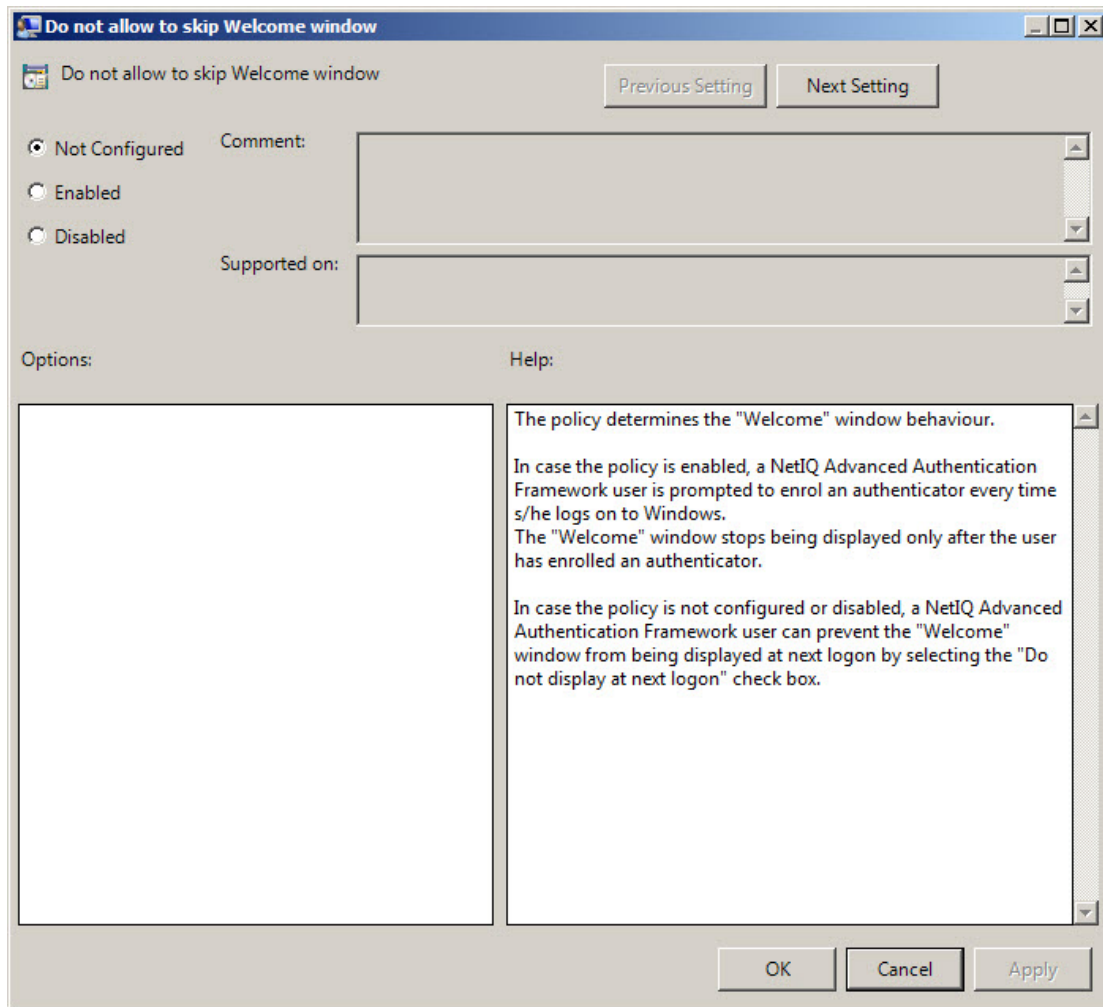 Do not allow to skip Welcome window
Do not allow to skip Welcome window
Previous Setting
Next Setting
Not Configured
Comment:
Enabled
Disabled
Supported on:
Options:
Help:
The policy determines the "Welcome" window behaviour.
In case the policy is enabled, a NetIQ Advanced Authentication
Framework user is prompted to enrol an authenticator every time
s/he logs on to Windows.
The "Welcome" window stops being displayed only after the user
has enrolled an authenticator.
In case the policy is not configured or disabled, a NetIQ Advanced
Authentication Framework user can prevent the "Welcome"
window from being displayed at next logon by selecting the "Do
not display at next logon" check box.
OK
Cancel
Apply